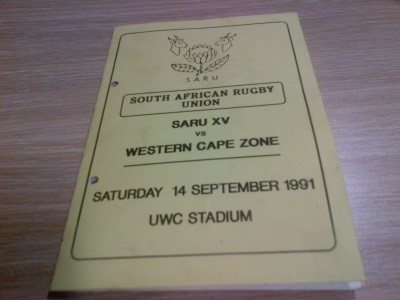 SARU
SOUTH AFRICAN RUGBY
UNION
SARU XV
vs
WESTERN CAPE ZONE
SATURDAY 14 SEPTEMBER 1991
UWC STADIUM